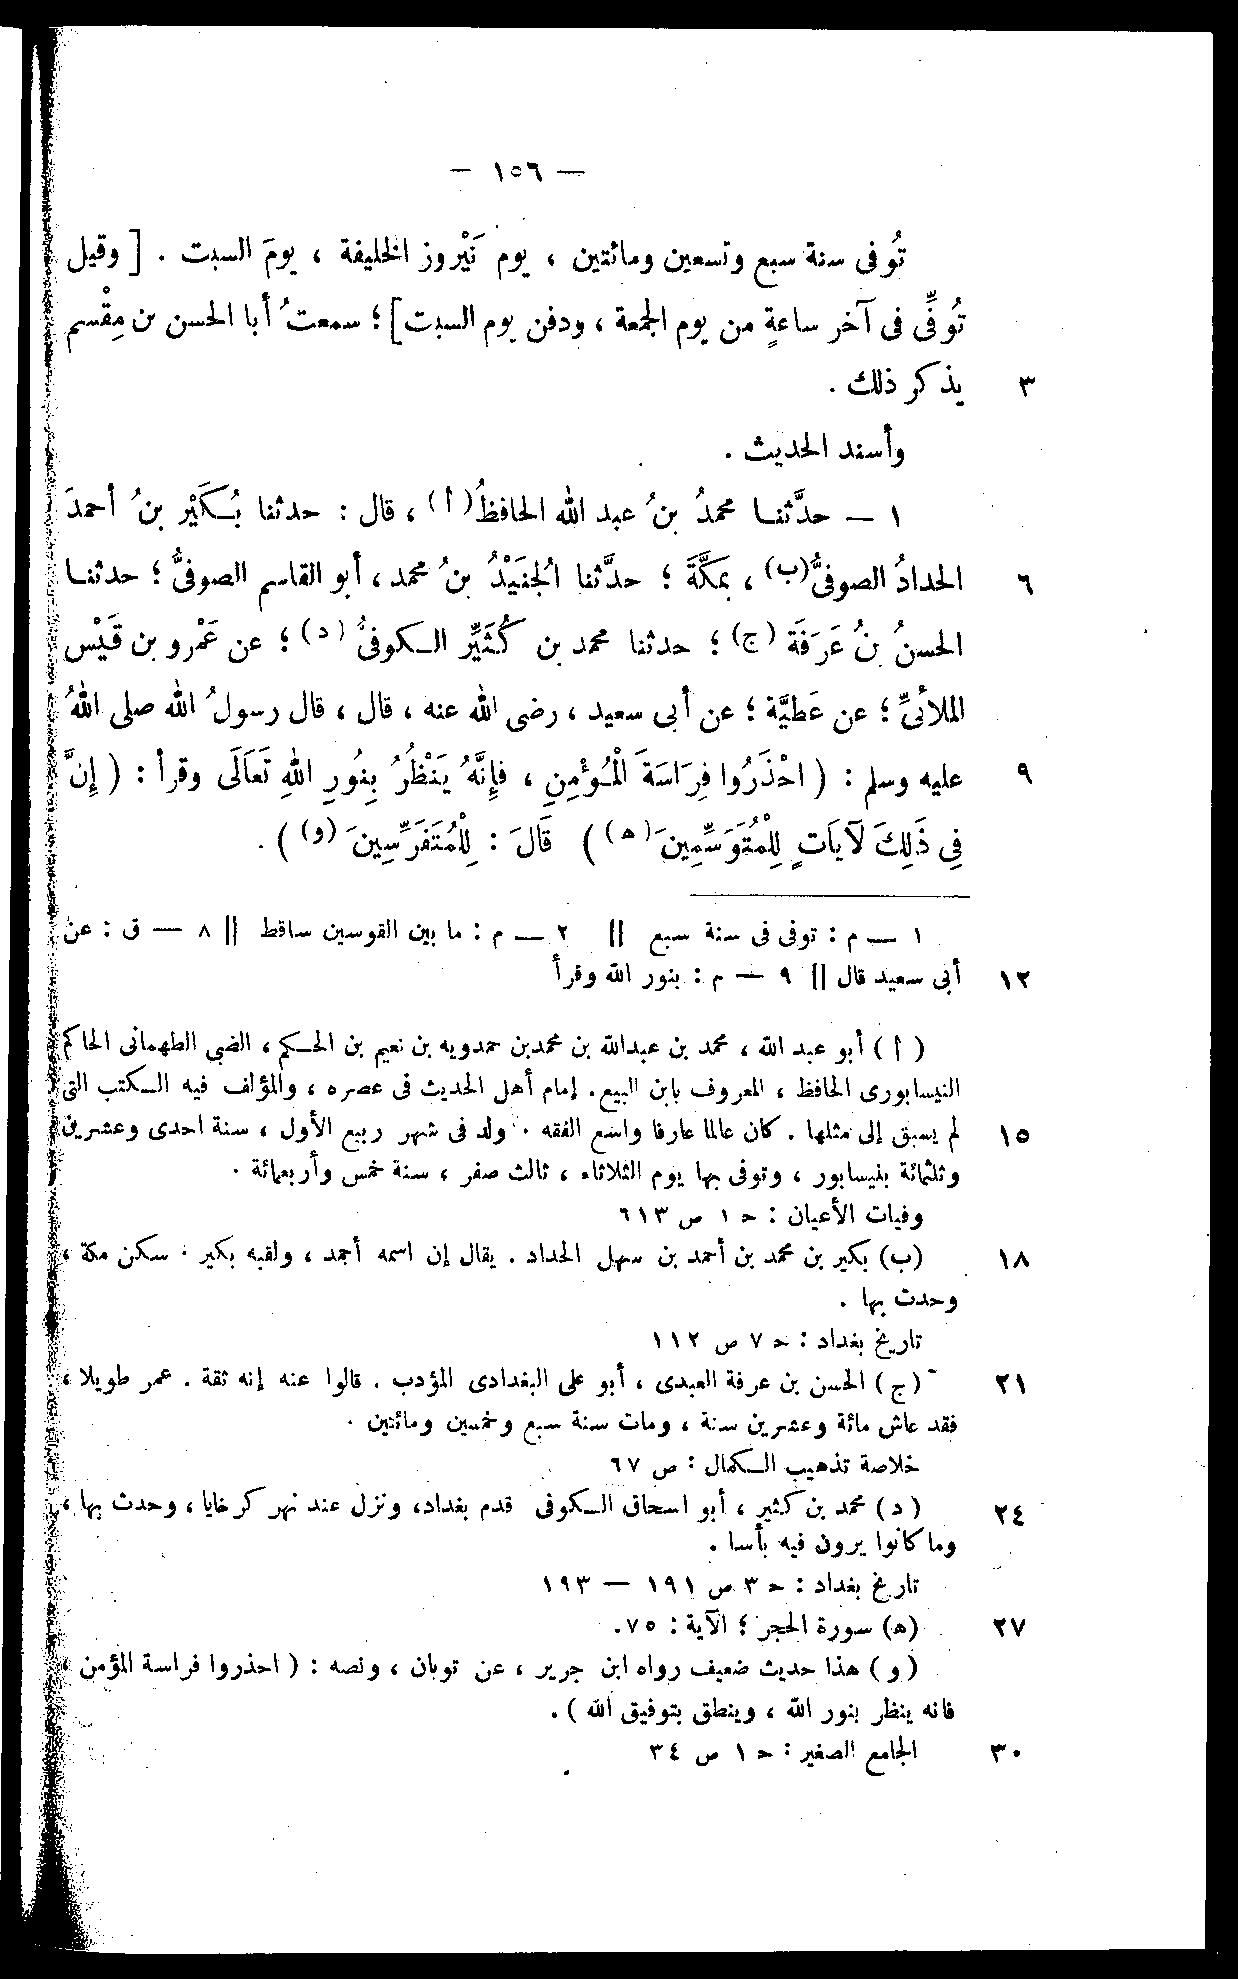 — ١٥٦ —
تُوفى سنة سبع وتسعين ومائتين ، يوم نَيْروز الخليفة ، يومَ السبت . [ وقيل
تُوفِّى فى آخر ساعةٍ من يوم الجمعة ، ودفن يوم السبت ] ؛ سمعتُ أبا الحسن بن مِقْسم
٣ يذكر ذلك .
وأسند الحديث .
١ — حدَّثنا محمدُ بنُ عبد الله الحافظُ(أ) ، قال : حدثنا بُكَيْر بنُ أحمدَ
٦ الحدادُ الصوفىُّ(ب) ، بمكَّةَ ؛ حدَّثنا الجُنَيْدُ بنُ محمد ، أبو القاسم الصوفىُّ ؛ حدثنا
الحسنُ بنُ عَرَفَة (ج) ؛ حدثنا محمد بن كُثَيِّر الكوفىُّ (د) ؛ عن عَمْرو بن قَيْس
الملائىِّ ؛ عن عَطيَّة ؛ عن أبى سعيد ، رضى الله عنه ، قال ، قال رسولُ الله صلى اللهُ
٩ عليه وسلم : ( احْذَرُوا فِرَاسَةَ الْمُؤْمِنِ ، فإِنَّهُ يَنْظُرُ بِنُورِ اللهِ تَعَالَى وقرأ : ( إِنَّ
فِي ذَلِكَ لَآيَاتٍ لِلْمُتَوَسِّمِينَ (ه) ) قَالَ : لِلْمُتَفَرِّسِينَ (و) ) .
١ — م : توفى فى سنة سبع || ٢ — م : ما بين القوسين ساقط || ٨ — ق : عن
١٢ أبى سعيد قال || ٩ — م : بنور الله وقرأ
( أ ) أبو عبد الله ، محمد بن عبدالله بن محمدبن حمدويه بن نعيم بن الحكم ، الضبي الطهمانى الحاكم
النيسابورى الحافظ ، المعروف بابن البيع . إمام أهل الحديث فى عصره ، والمؤلف فيه الكتب التى
١٥ لم يسبق إلى مثلها . كان عالما عارفا واسع الفقه . ولد فى شهر ربيع الأول ، سنة احدى وعشرين
وثلثمائة بنيسابور ، وتوفى بها يوم الثلاثاء ، ثالث صفر ، سنة خمس وأربعمائة .
وفيات الأعيان : ح ١ ص ٦١٣
١٨ (ب) بكير بن محمد بن أحمد بن سهل الحداد . يقال إن اسمه أحمد ، ولقبه بكير . سكن مكة ،
وحدث بها .
تاريخ بغداد : ح ٧ ص ١١٢
٢١ (ج) الحسن بن عرفة العبدى ، أبو على البغدادى المؤدب . قالوا عنه إنه ثقة . عمر طويلا ،
فقد عاش مائة وعشرين سنة ، ومات سنة سبع وخمسين ومائتين .
خلاصة تذهيب الكمال : ص ٦٧
٢٤ ( د ) محمد بن كثير ، أبو اسحاق الكوفى قدم بغداد، ونزل عند نهر كرخايا ، وحدث بها ،
وما كانوا يرون فيه بأسا .
تاريخ بغداد : ح ٣ ص ١٩١ — ١٩٣
٢٧ (ه) سورة الحجر ؛ الآية : ٧٥.
( و ) هذا حديث ضعيف رواه ابن جرير ، عن ثوبان ، ونصه : ( احذروا فراسة المؤمن ،
فانه ينظر بنور الله ، وينطق بتوفيق الله ) .
٣٠ الجامع الصغير : ح ١ ص ٣٤